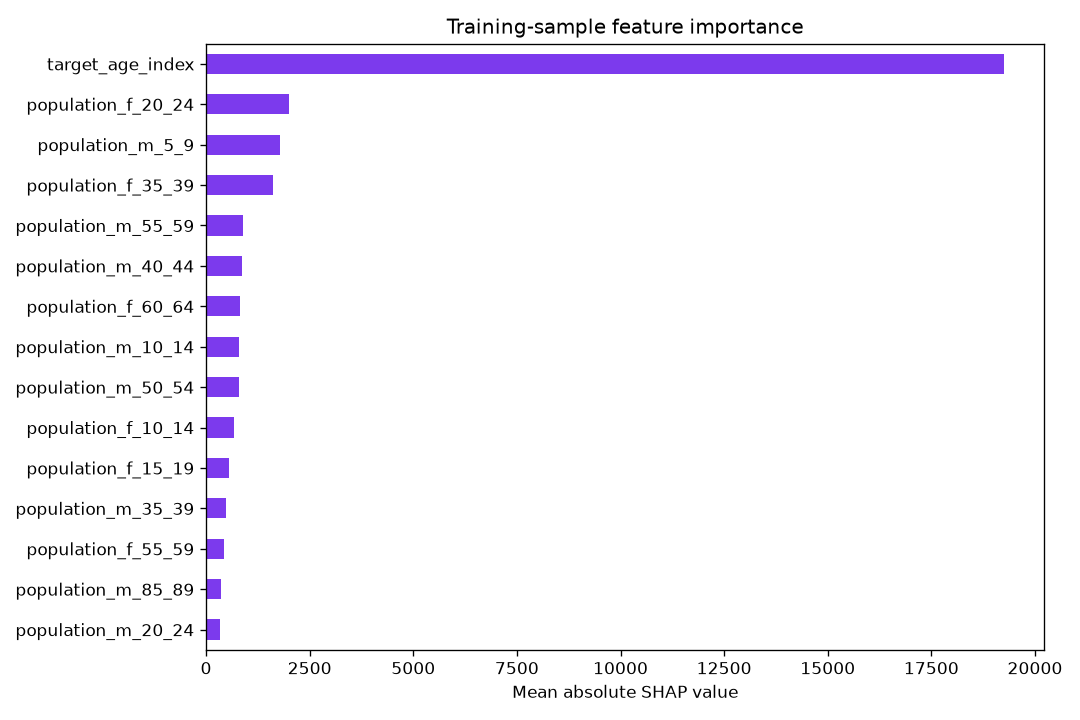 Training-sample feature importance
target_age_index
population_f_20_24
population_m_5_9
population_f_35_39
population_m_55_59
population_m_40_44
population_f_60_64
population_m_10_14
population_m_50_54
population_f_10_14
population_f_15_19
population_m_35_39
population_f_55_59
population_m_85_89
population_m_20_24
0 2500 5000 7500 10000 12500 15000 17500 20000
Mean absolute SHAP value